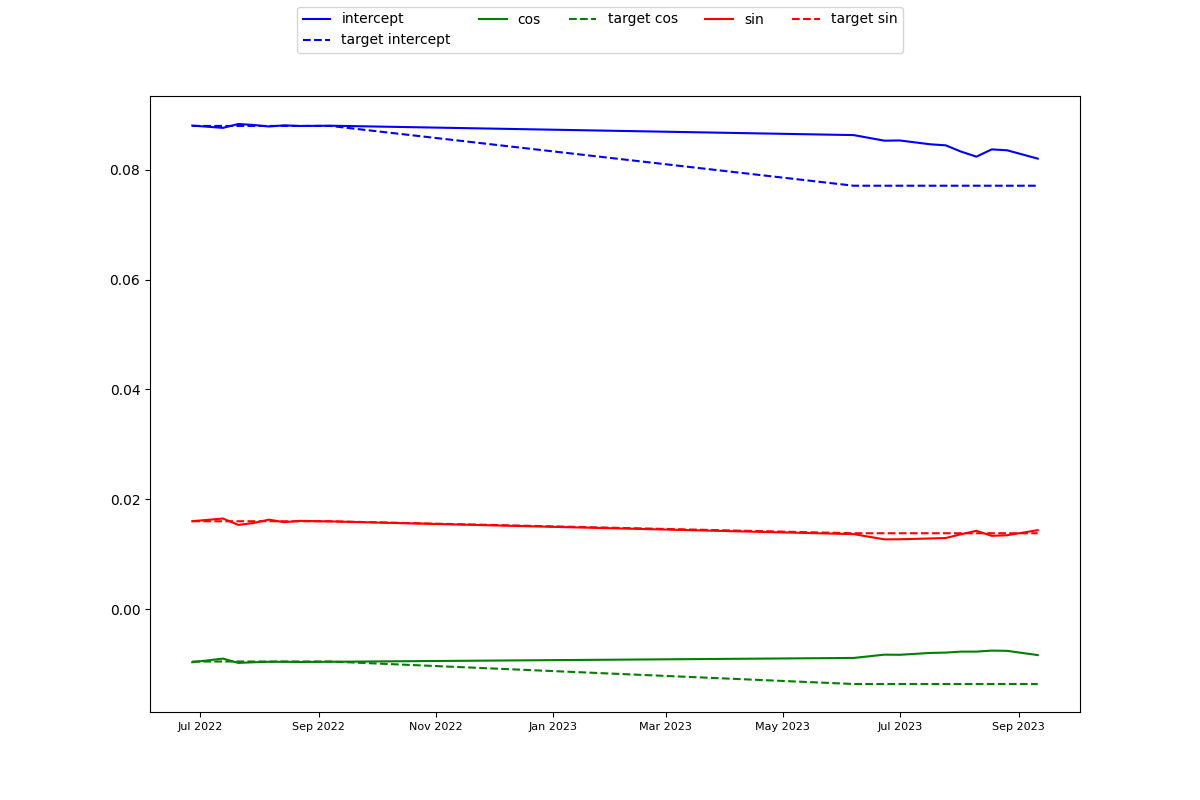 intercept cos target cos sin target sin
target intercept
0.08
0.06
0.04
0.02
0.00
Jul 2022 Sep 2022 Nov 2022 Jan 2023 Mar 2023 May 2023 Jul 2023 Sep 2023